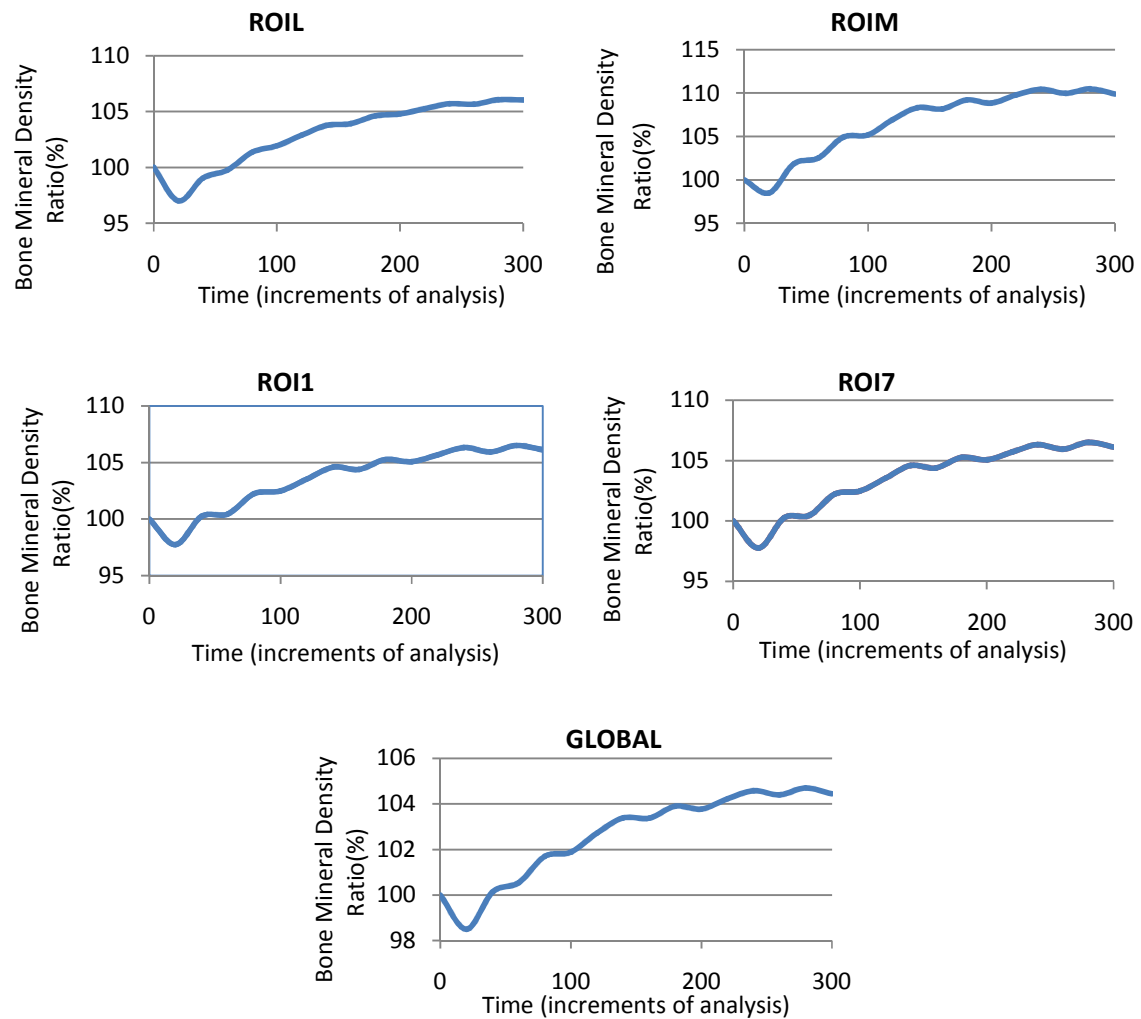 ROIL
Bone Mineral Density
Ratio(%)
110
105
100
95
0 100 200 300
Time (increments of analysis)
ROIM
Bone Mineral Density
Ratio(%)
115
110
105
100
95
0 100 200 300
Time (increments of analysis)
ROI1
Bone Mineral Density
Ratio(%)
110
105
100
95
0 100 200 300
Time (increments of analysis)
ROI7
Bone Mineral Density
Ratio(%)
110
105
100
95
0 100 200 300
Time (increments of analysis)
GLOBAL
Bone Mineral Density
Ratio(%)
106
104
102
100
98
0 100 200 300
Time (increments of analysis)